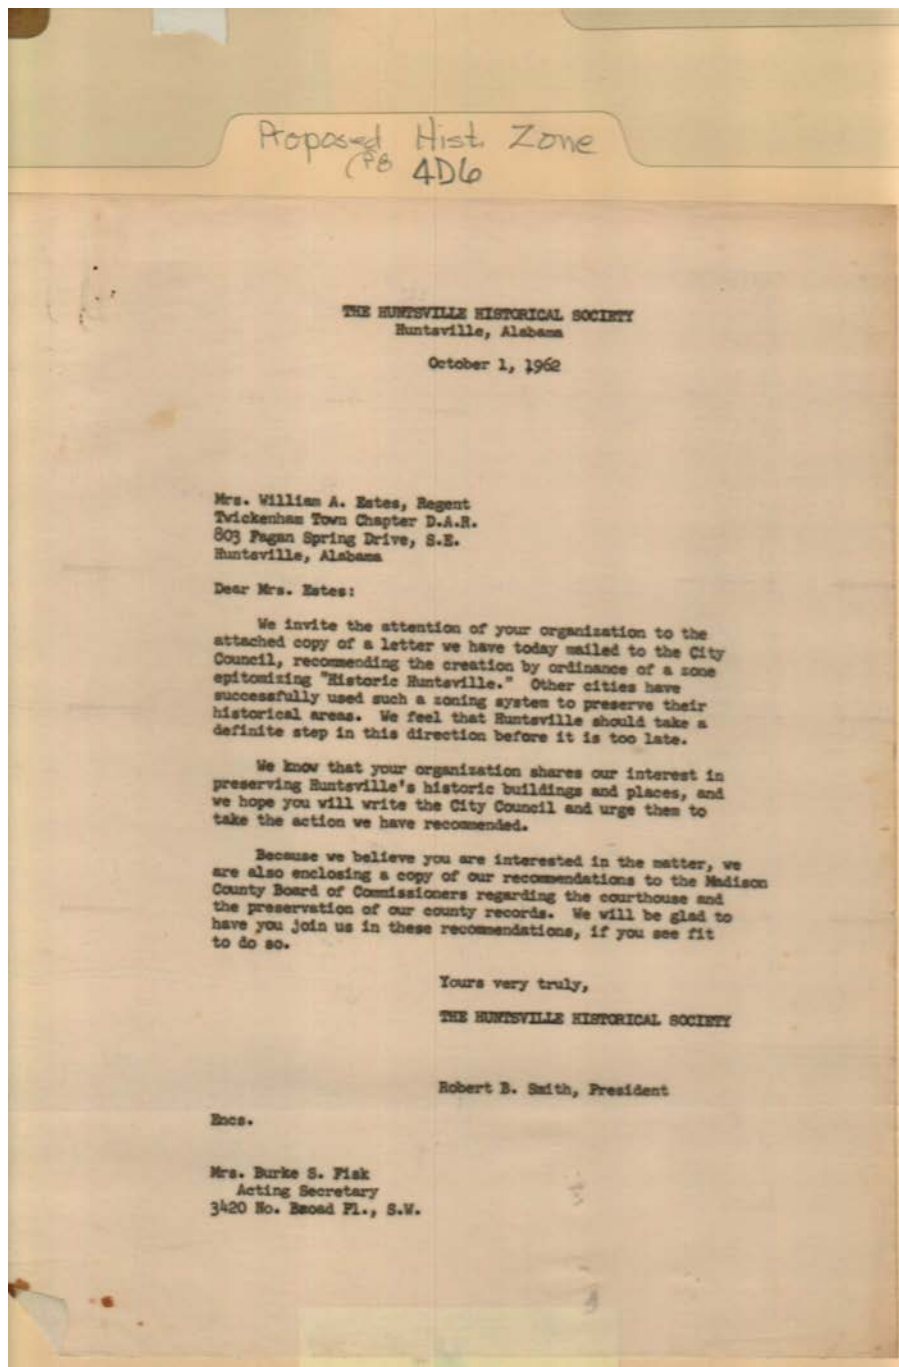 Proposed Hist. Zone
4D6
THE HUNTSVILLE HISTORICAL SOCIETY
Huntsville, Alabama
October 1, 1962
Mrs. William A. Estes, Regent
Twickenham Town Chapter D.A.R.
803 Fagan Spring Drive, S.E.
Huntsville, Alabama
Dear Mrs. Estes:
We invite the attention of your organization to the
attached copy of a letter we have today mailed to the City
Council, recommending the creation by ordinance of a zone
epitomizing "Historic Huntsville." Other cities have
successfully used such a zoning system to preserve their
historical areas. We feel that Huntsville should take a
definite step in this direction before it is too late.
We know that your organization shares our interest in
preserving Huntsville's historic buildings and places, and
we hope you will write the City Council and urge them to
take the action we have recommended.
Because we believe you are interested in the matter, we
are also enclosing a copy of our recommendations to the Madison
County Board of Commissioners regarding the courthouse and
the preservation of our county records. We will be glad to
have you join us in these recommendations, if you see fit
to do so.
Yours very truly,
THE HUNTSVILLE HISTORICAL SOCIETY
Robert B. Smith, President
Encs.
Mrs. Burke S. Fisk
Acting Secretary
3420 No. Broad Pl., S.W.